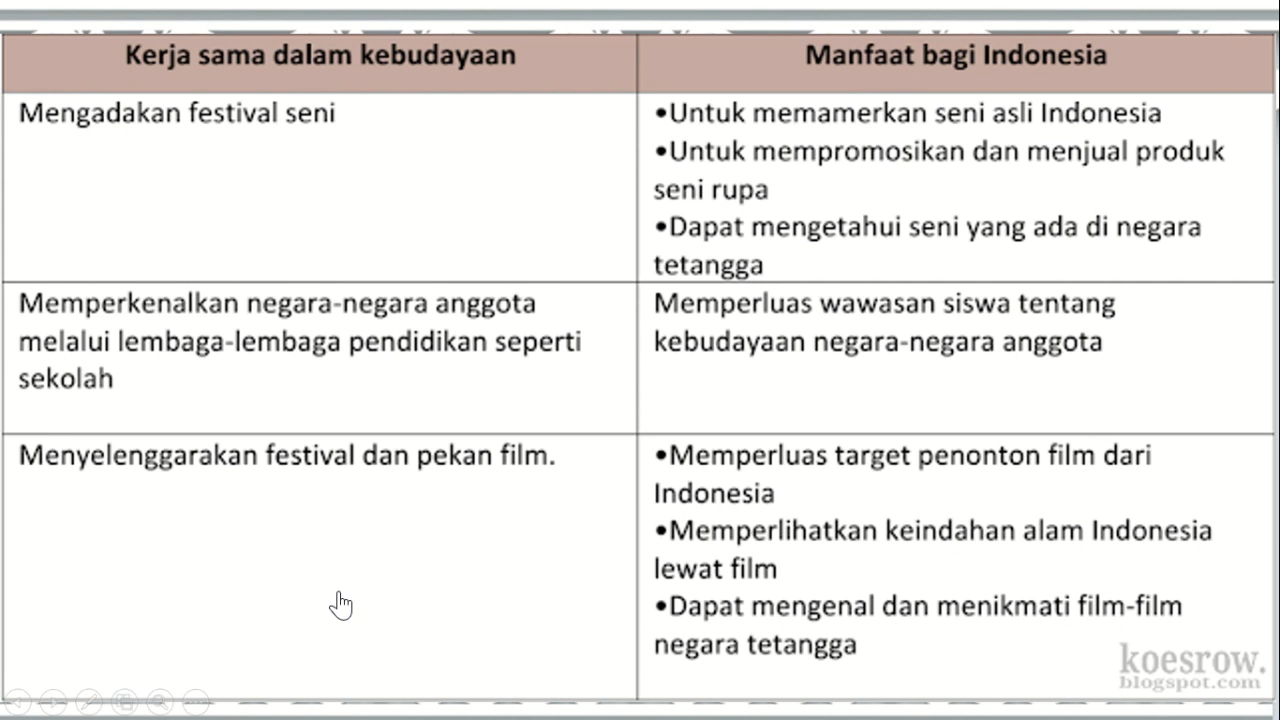 Kerja sama dalam kebudayaan
Manfaat bagi Indonesia
Mengadakan festival seni
•Untuk memamerkan seni asli Indonesia
•Untuk mempromosikan dan menjual produk
seni rupa
•Dapat mengetahui seni yang ada di negara
tetangga
Memperkenalkan negara-negara anggota
melalui lembaga-lembaga pendidikan seperti
sekolah
Memperluas wawasan siswa tentang
kebudayaan negara-negara anggota
Menyelenggarakan festival dan pekan film.
•Memperluas target penonton film dari
Indonesia
•Memperlihatkan keindahan alam Indonesia
lewat film
•Dapat mengenal dan menikmati film-film
negara tetangga
koesrow.
blogspot.com